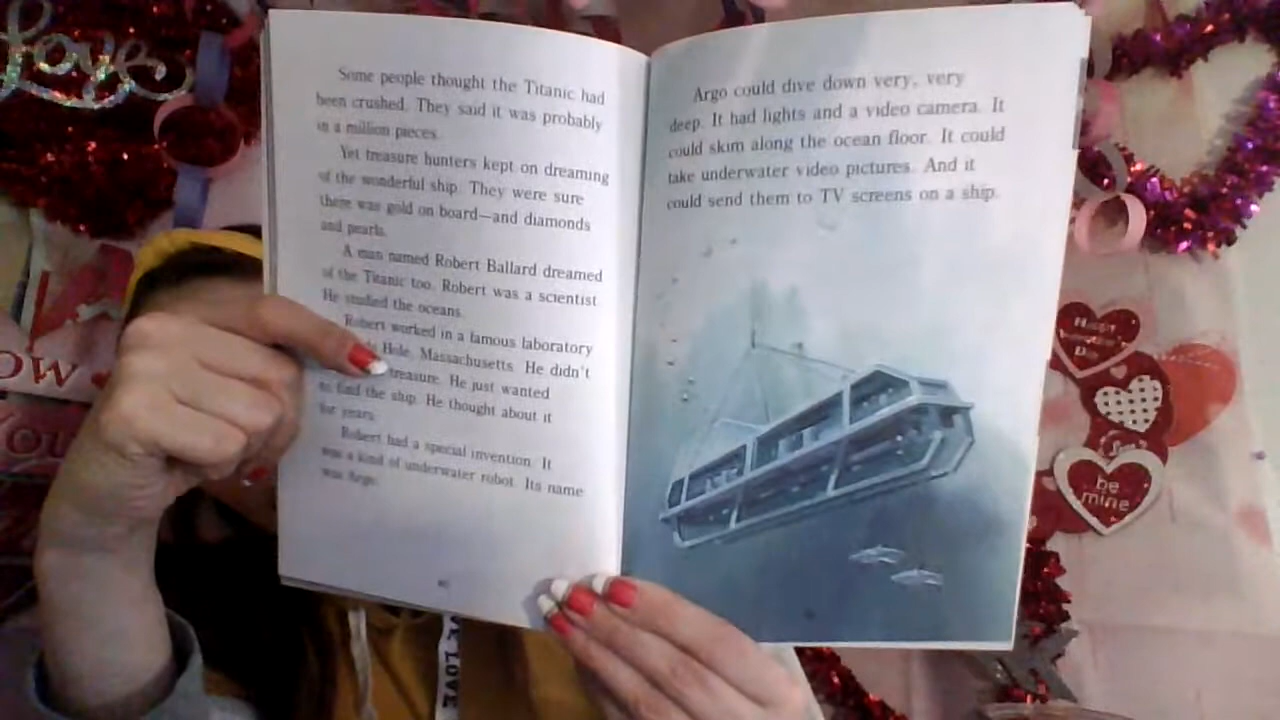 Love
Some people thought the Titanic had
been crushed. They said it was probably
in a million pieces.
Yet treasure hunters kept on dreaming
of the wonderful ship. They were sure
there was gold on board—and diamonds
and pearls.
A man named Robert Ballard dreamed
of the Titanic too. Robert was a scientist.
He studied the oceans.
Robert worked in a famous laboratory
Hole, Massachusetts. He didn't
treasure. He just wanted
to find the ship. He thought about it
for years.
Robert had a special invention. It
was a kind of underwater robot. Its name
was Argo.
Argo could dive down very, very
deep. It had lights and a video camera. It
could skim along the ocean floor. It could
take underwater video pictures. And it
could send them to TV screens on a ship.
OW
You
Happy
Day
be
mine
LOVE